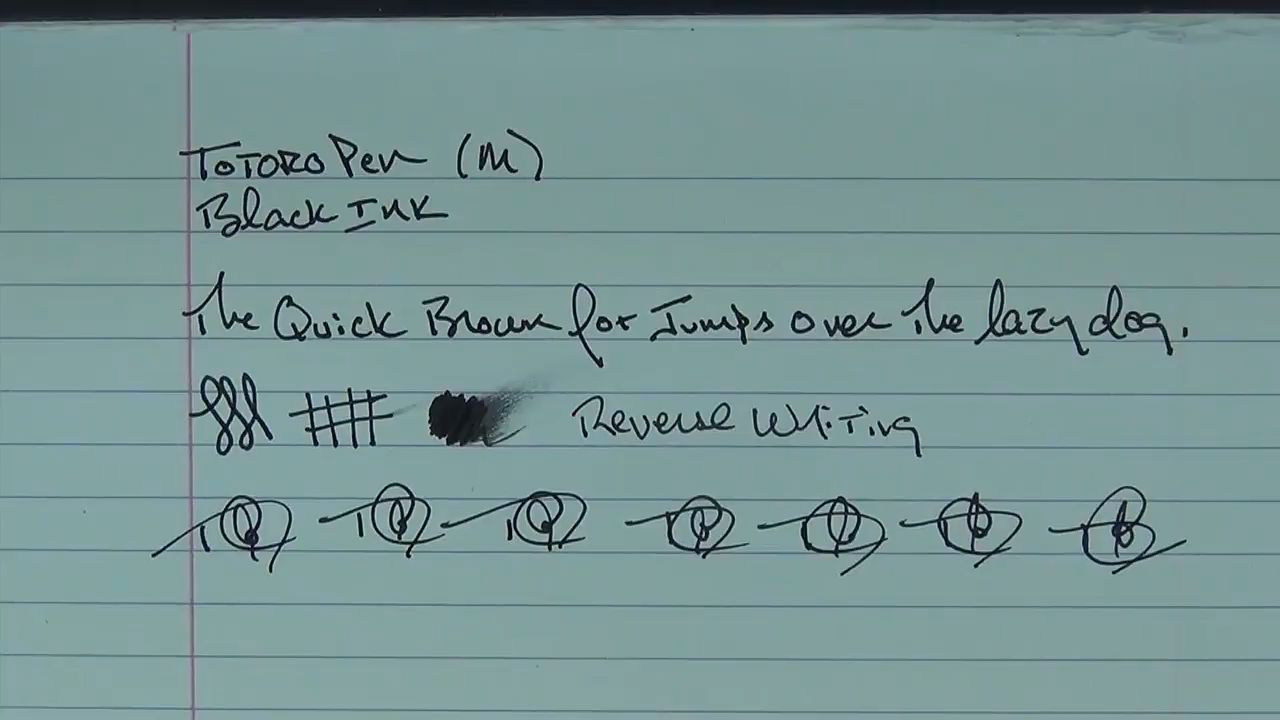 ToTORO Pen (M)
Black Ink
The Quick Brown fox Jumps over The lazy dog.
Reverse Writing